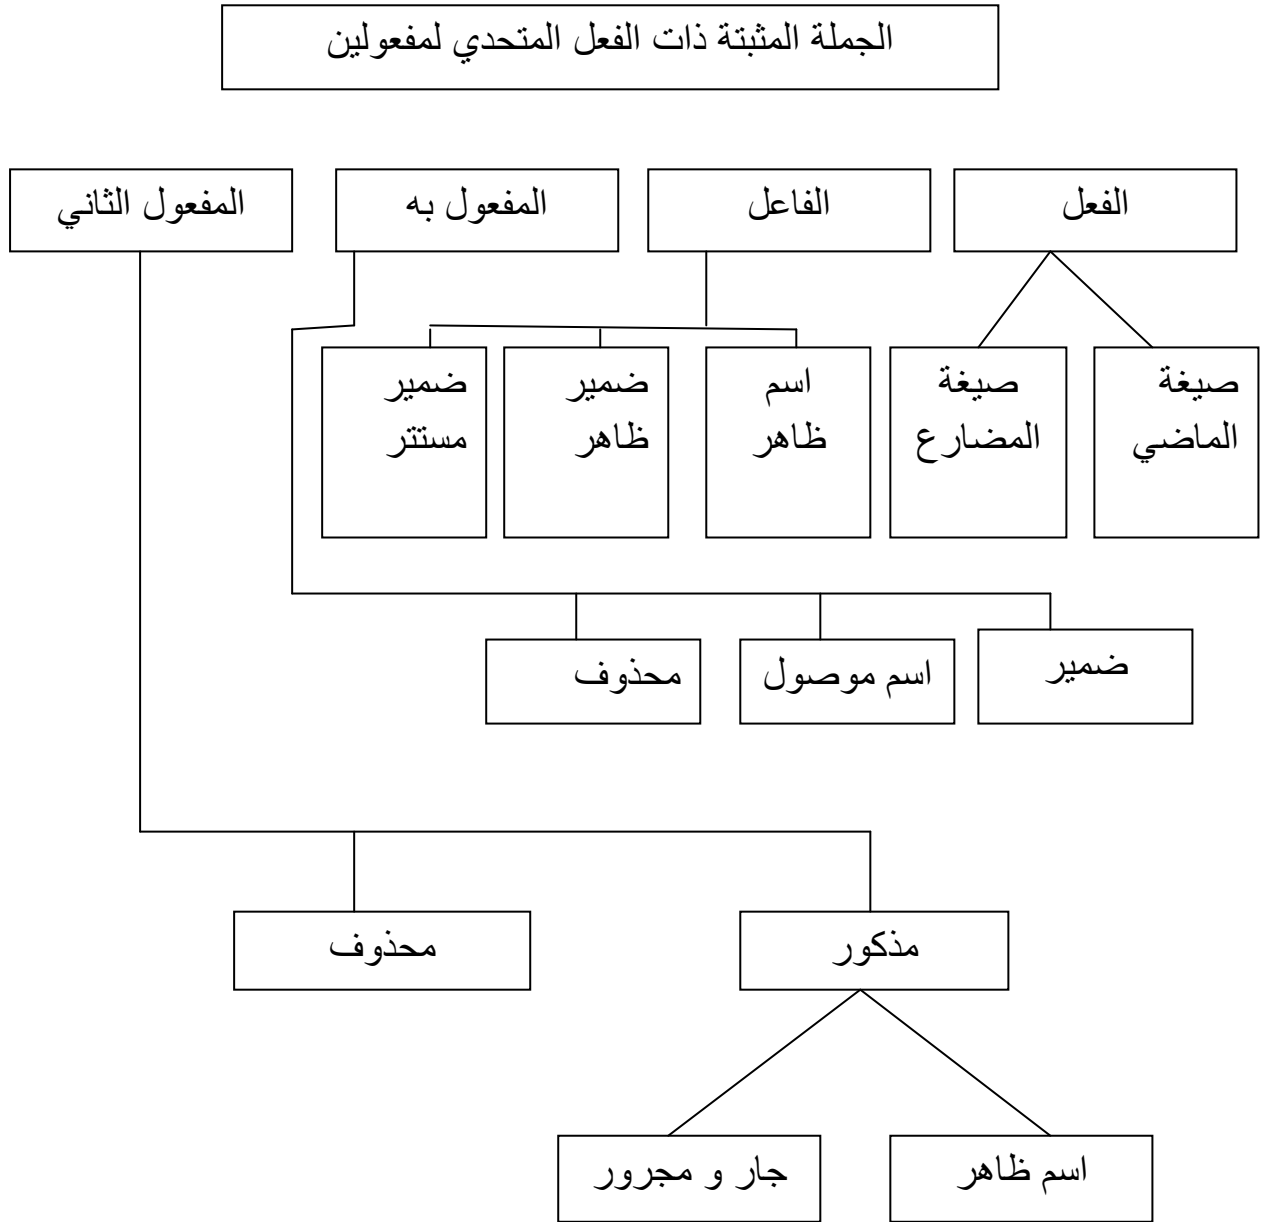 الجملة المثبتة ذات الفعل المتحدي لمفعولين
الفعل
الفاعل
المفعول به
المفعول الثاني
صيغة
الماضي
صيغة
المضارع
اسم
ظاهر
ضمير
ظاهر
ضمير
مستتر
ضمير
اسم موصول
محذوف
مذكور
محذوف
اسم ظاهر
جار و مجرور